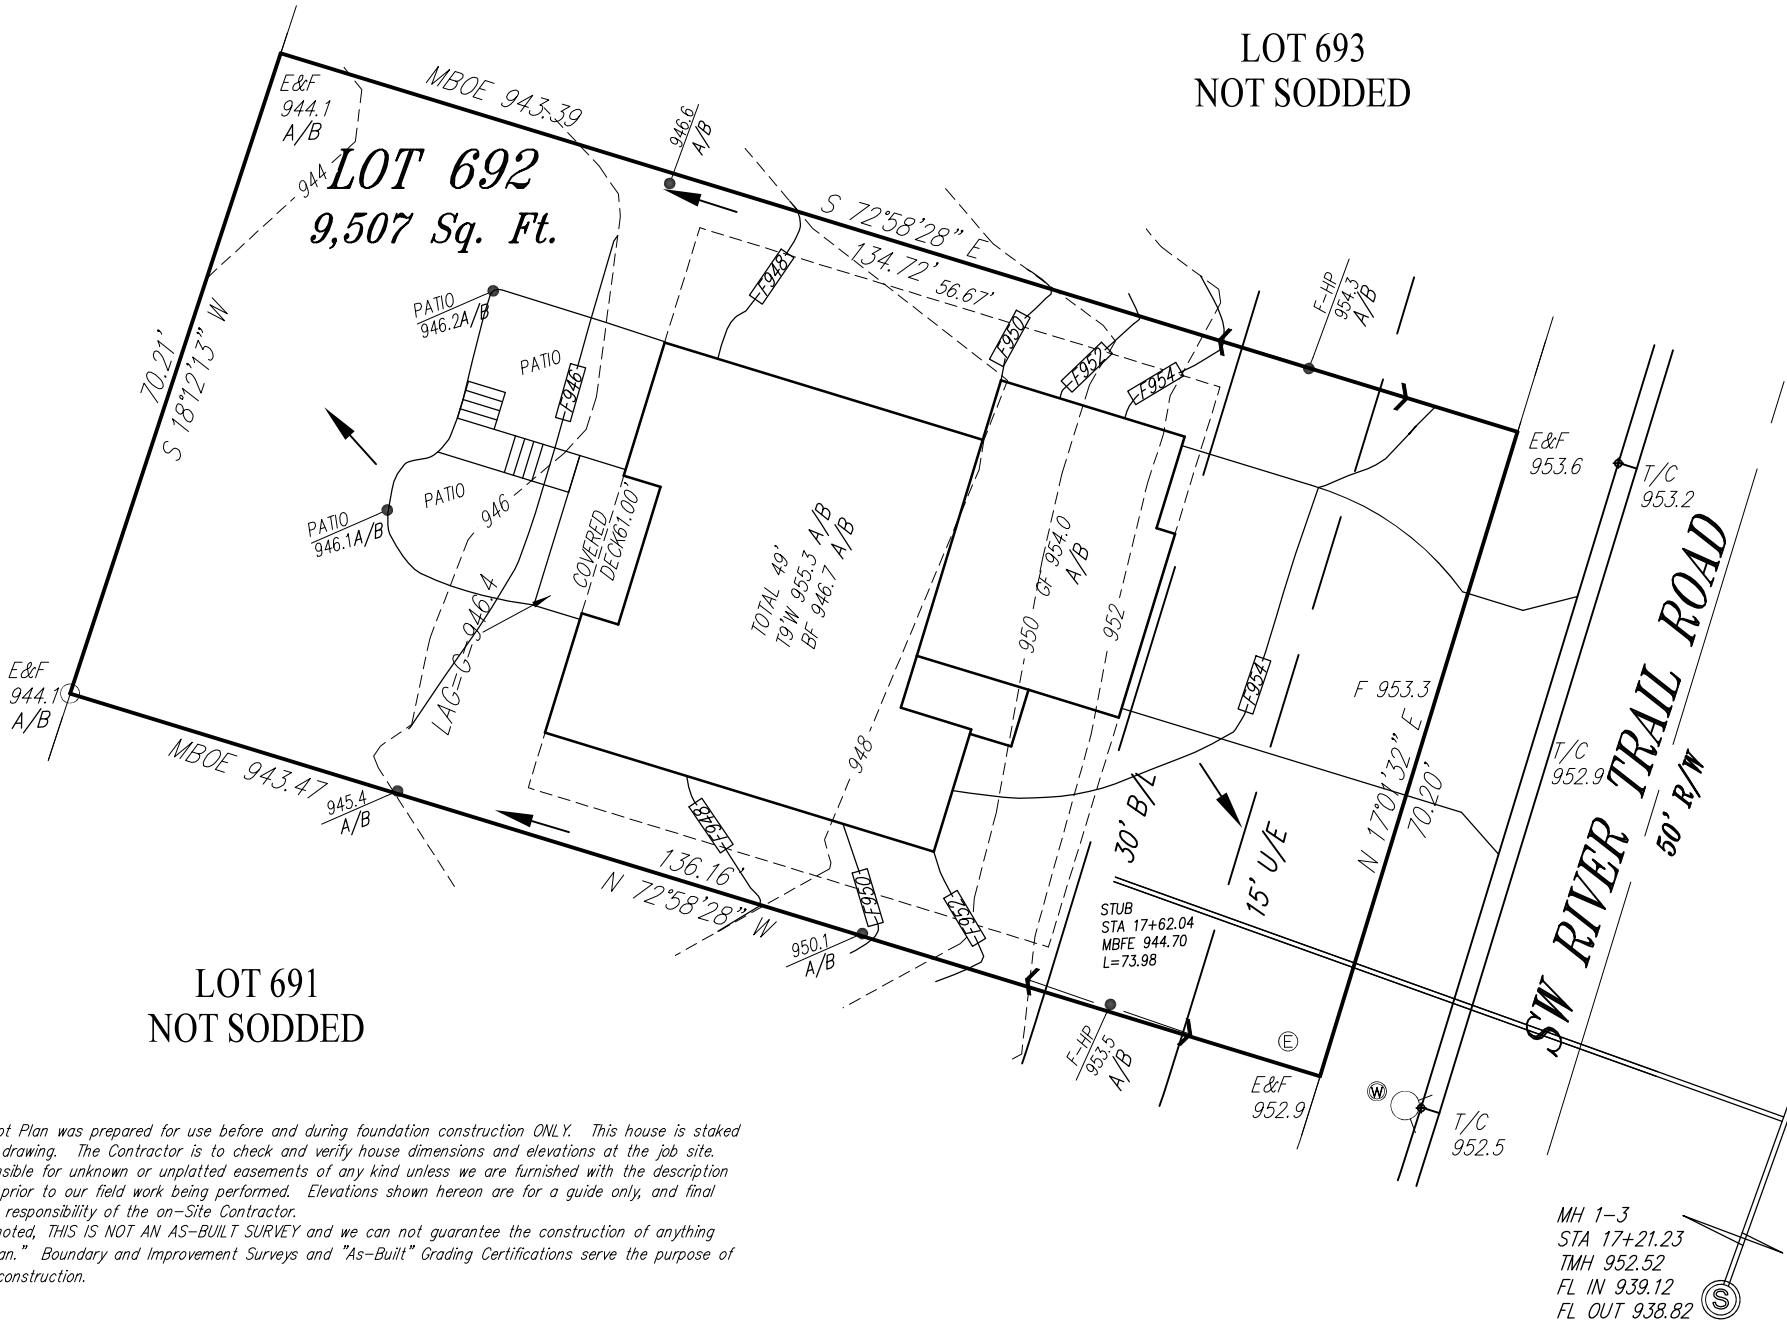 LOT 693
NOT SODDED
E&F
944.1
A/B
MBOE 943.39
946.6
A/B
944
LOT 692
9,507 Sq. Ft.
S 72°58'28" E
134.72'
56.67'
F948
F-HP
954.3
A/B
PATIO
946.2A/B
PATIO
F946
F950
F952
F954
70.21'
S 18°12'13" W
E&F
953.6
T/C
953.2
PATIO
946
PATIO
946.1A/B
COVERED
DECK61.00'
TOTAL 49'
T9'W 955.3 A/B
BF 946.7 A/B
GF 954.0
A/B
950
952
948
LAG=G=946.4
E&F
944.1
A/B
F954
F 953.3
N 17°01'32" E
70.20'
T/C
952.9
SW RIVER TRAIL ROAD
50' R/W
MBOE 943.47
945.4
A/B
F948
F950
F952
136.16'
N 72°58'28" W
950.1
A/B
30' B/L
15' U/E
STUB
STA 17+62.04
MBFE 944.70
L=73.98
LOT 691
NOT SODDED
F-HP
953.5
A/B
E
E&F
952.9
W
T/C
952.5
ot Plan was prepared for use before and during foundation construction ONLY. This house is staked
drawing. The Contractor is to check and verify house dimensions and elevations at the job site.
nsible for unknown or unplatted easements of any kind unless we are furnished with the description
prior to our field work being performed. Elevations shown hereon are for a guide only, and final
responsibility of the on-Site Contractor.
noted, THIS IS NOT AN AS-BUILT SURVEY and we can not guarantee the construction of anything
an." Boundary and Improvement Surveys and "As-Built" Grading Certifications serve the purpose of
construction.
MH 1-3
STA 17+21.23
TMH 952.52
FL IN 939.12
FL OUT 938.82
S